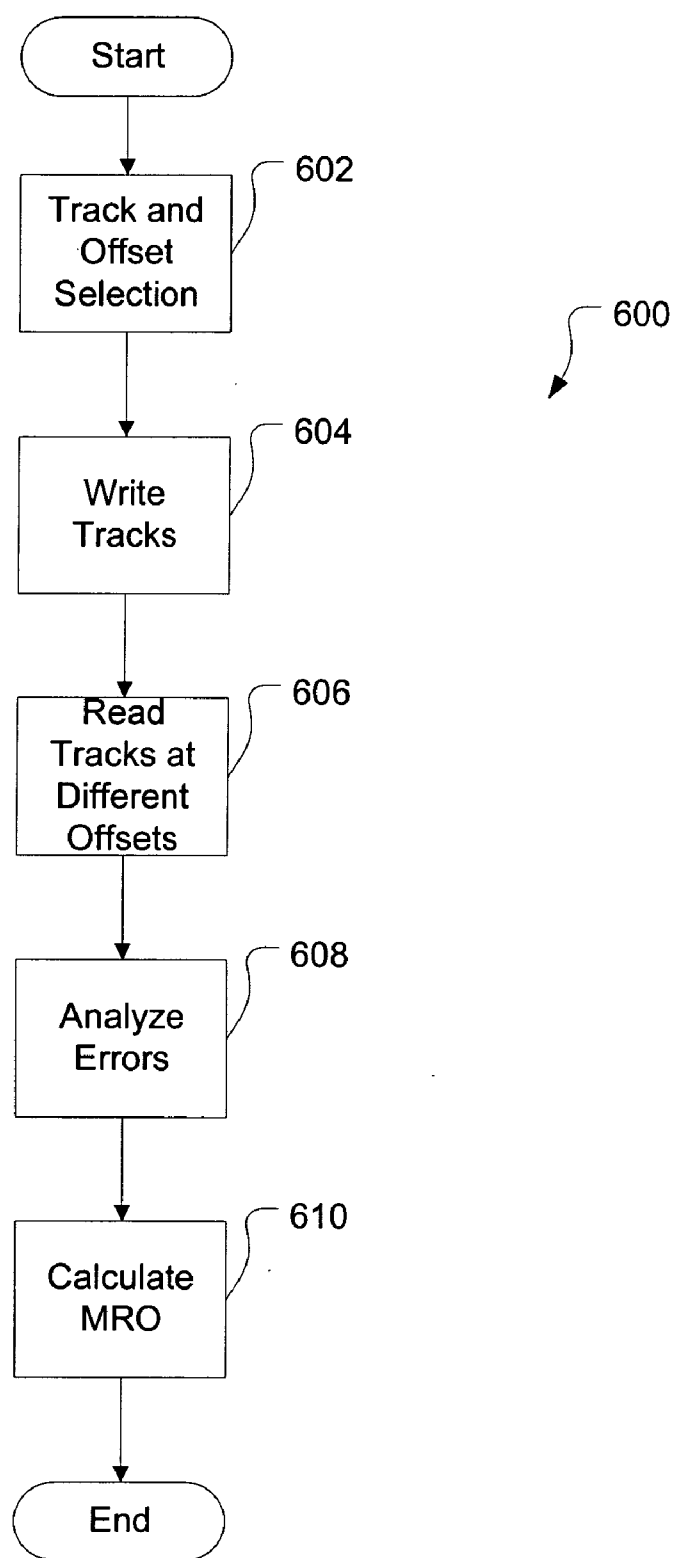 Start
602
Track and
Offset
Selection
600
604
Write
Tracks
606
Read
Tracks at
Different
Offsets
608
Analyze
Errors
610
Calculate
MRO
End